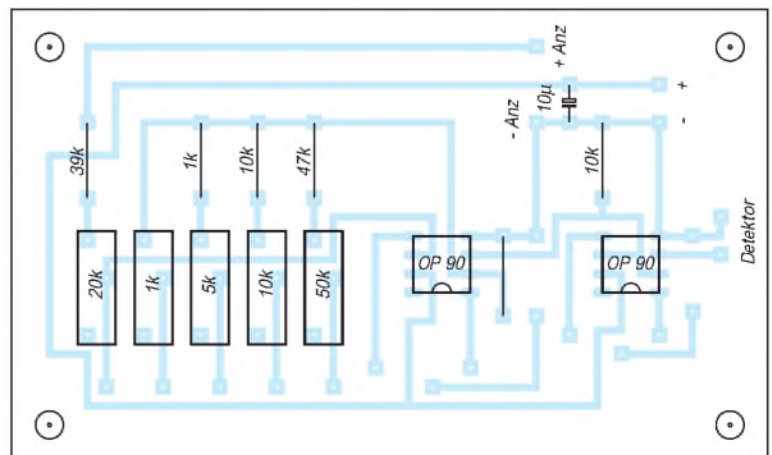 + Anz
10µ
- Anz
+
-
39k
1k
10k
47k
10k
Detektor
20k
1k
5k
10k
50k
OP 90
OP 90